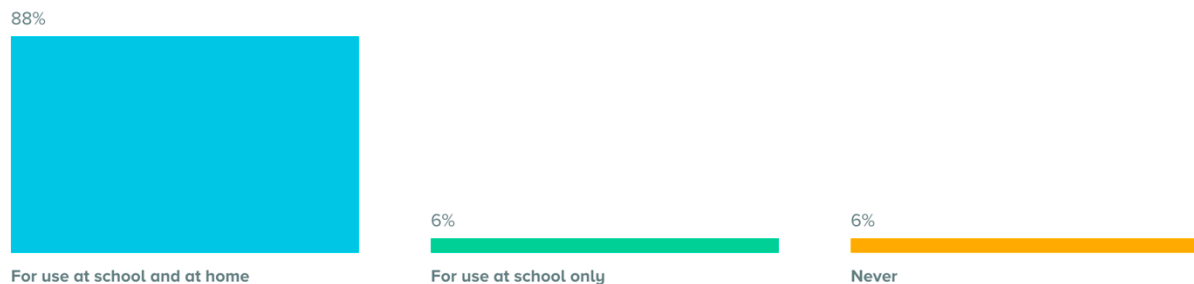 88%
6%
6%
For use at school and at home
For use at school only
Never